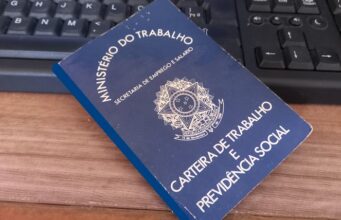 MINISTÉRIO DO TRABALHO
SECRETARIA DE EMPREGO E SALÁRIO
CARTEIRA DE TRABALHO
E
PREVIDÊNCIA SOCIAL